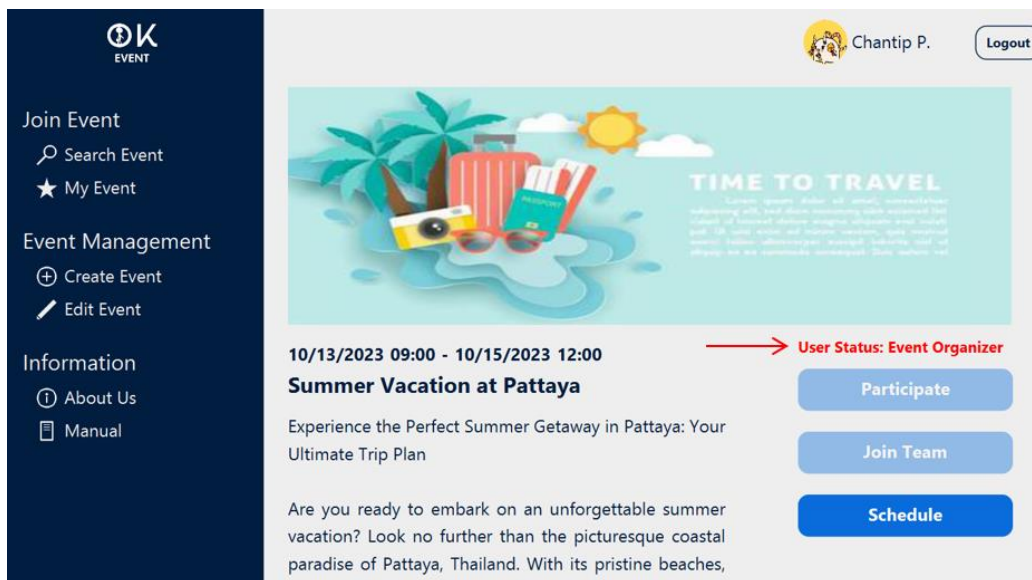 OK
EVENT
Chantip P.
Logout
Join Event
Search Event
My Event
Event Management
Create Event
Edit Event
Information
About Us
Manual
PASSPORT
TIME TO TRAVEL
10/13/2023 09:00 - 10/15/2023 12:00
Summer Vacation at Pattaya
Experience the Perfect Summer Getaway in Pattaya: Your
Ultimate Trip Plan
Are you ready to embark on an unforgettable summer
vacation? Look no further than the picturesque coastal
paradise of Pattaya, Thailand. With its pristine beaches,
User Status: Event Organizer
Participate
Join Team
Schedule